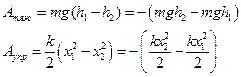 Aтяж = mg(h₁ − h₂) = −(mgh₂ − mgh₁)
Aупр = k/2 (x₁² − x₂²) = −(kx₂²/2 − kx₁²/2)